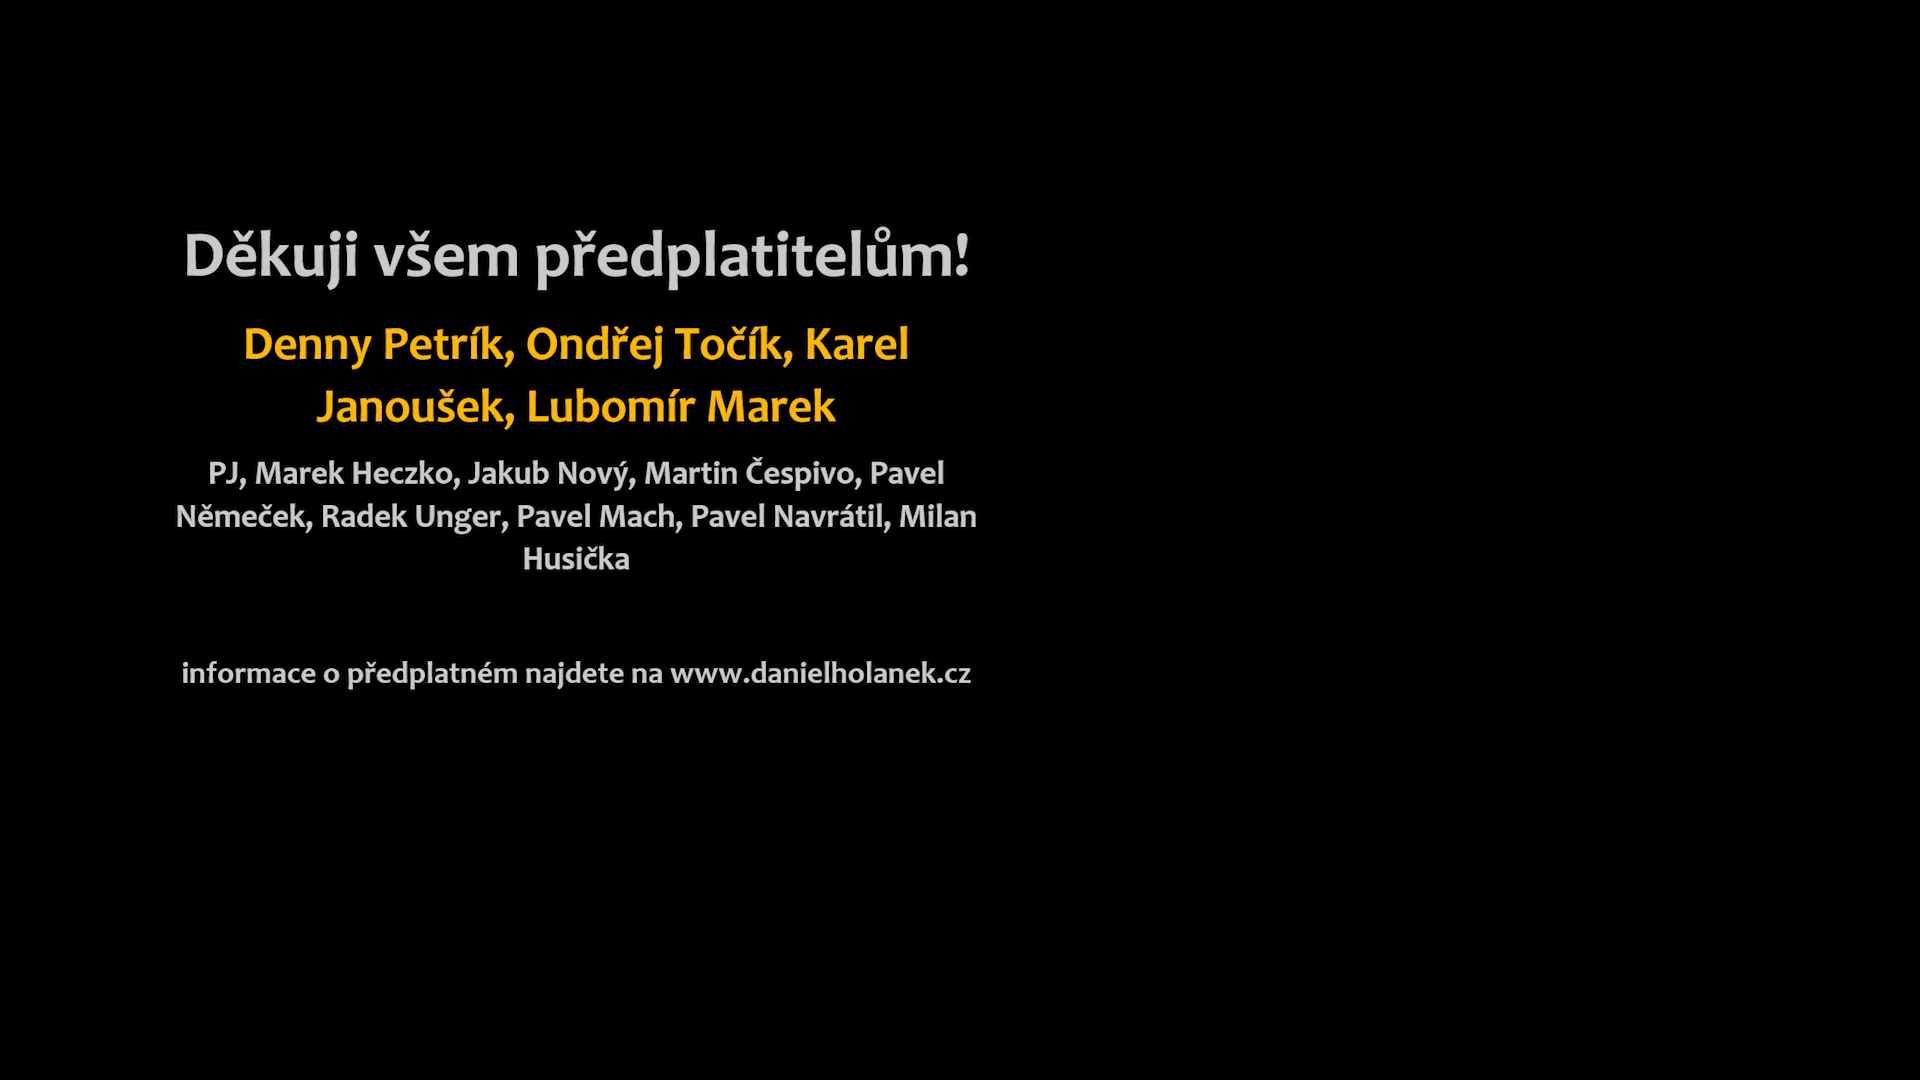 Děkuji všem předplatitelům!
Denny Petrík, Ondřej Točík, Karel
Janoušek, Lubomír Marek
PJ, Marek Heczko, Jakub Nový, Martin Čespivo, Pavel
Němeček, Radek Unger, Pavel Mach, Pavel Navrátil, Milan
Husička
informace o předplatném najdete na www.danielholanek.cz